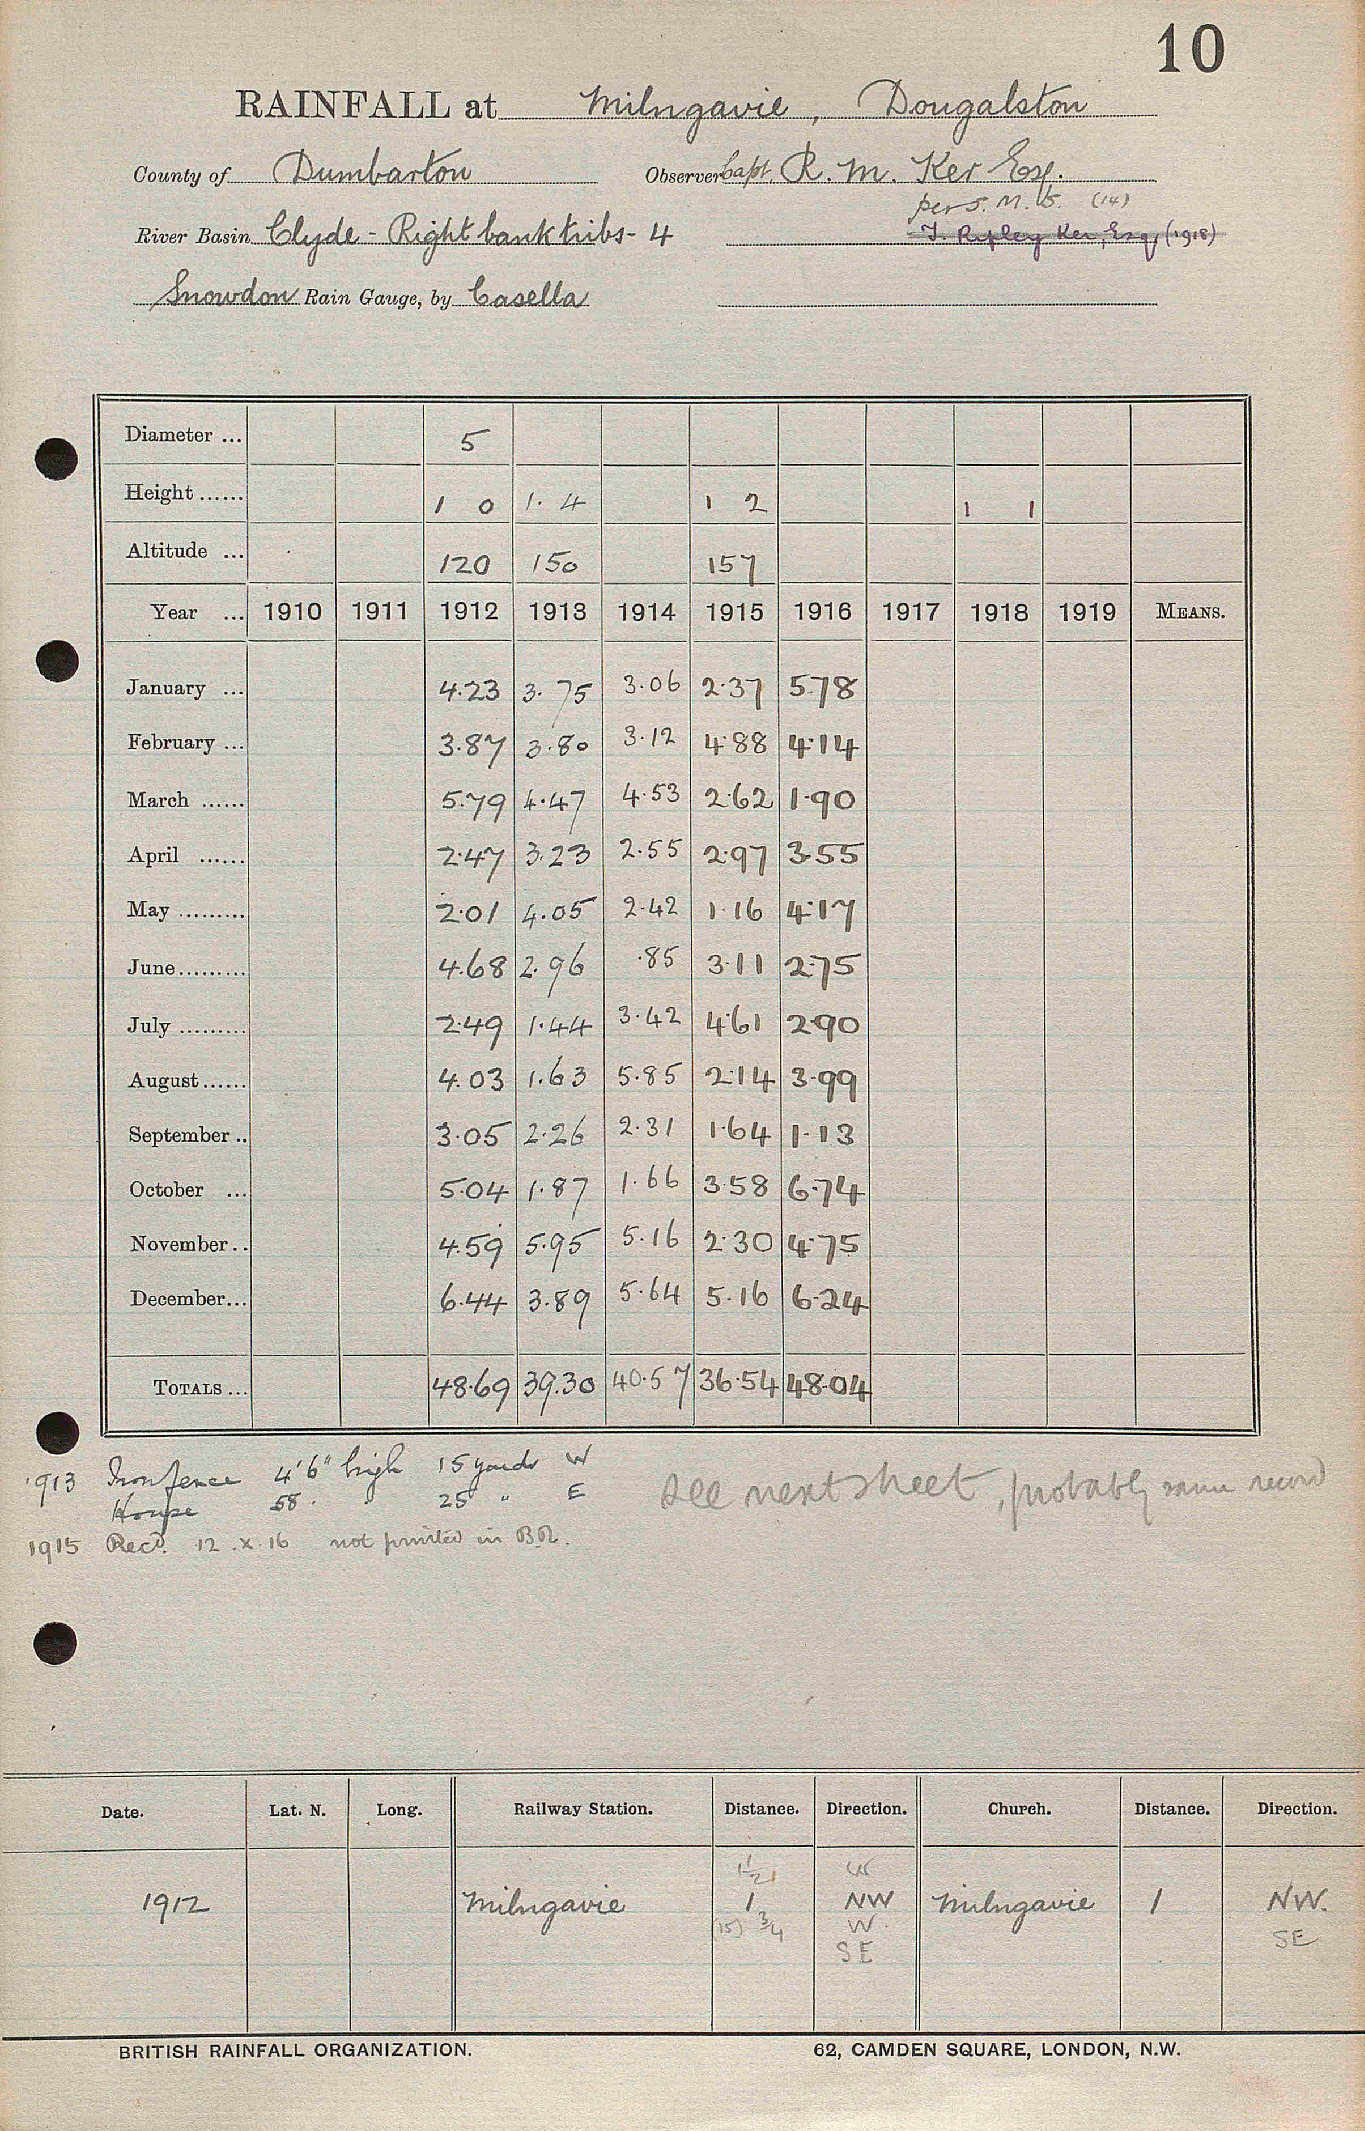 10
RAINFALL at Milngavie, Dougalston
County of Dumbarton Observer Capt. R. M. Ker Esq.
per S. M. (14)
River Basin Clyde - Right bank tribs - 4 T. Ripley Ker, Esq, (1918)
Snowdon Rain Gauge, by Casella
Diameter ... 5
Height ...... 1 0 1. 4 1 2 1 1
Altitude ... 120 150 157
Year ... 1910 1911 1912 1913 1914 1915 1916 1917 1918 1919 MEANS.
January ... 4.23 3.75 3.06 2.37 5.78
February ... 3.87 3.80 3.12 4.88 4.14
March ...... 5.79 4.47 4.53 2.62 1.90
April ...... 2.47 3.23 2.55 2.97 3.55
May ......... 2.01 4.05 2.42 1.16 4.17
June......... 4.68 2.96 .85 3.11 2.75
July ......... 2.49 1.44 3.42 4.61 2.90
August...... 4.03 1.63 5.85 2.14 3.99
September .. 3.05 2.26 2.31 1.64 1.13
October ... 5.04 1.87 1.66 3.58 6.74
November .. 4.59 5.95 5.16 2.30 4.75
December... 6.44 3.89 5.64 5.16 6.24
TOTALS ... 48.69 39.30 40.57 36.54 48.04
1913 Iron fence 4'6" high 15 yards W
House 58 " 25 " E
see next sheet, probably same record
1915 Recd. 12.X.16 not printed in B.R.
Date. Lat. N. Long. Railway Station. Distance. Direction. Church. Distance. Direction.
1½ W
1912 Milngavie 1 NW Milngavie 1 NW.
(15) ¾ W. SE
SE
BRITISH RAINFALL ORGANIZATION. 62, CAMDEN SQUARE, LONDON, N.W.